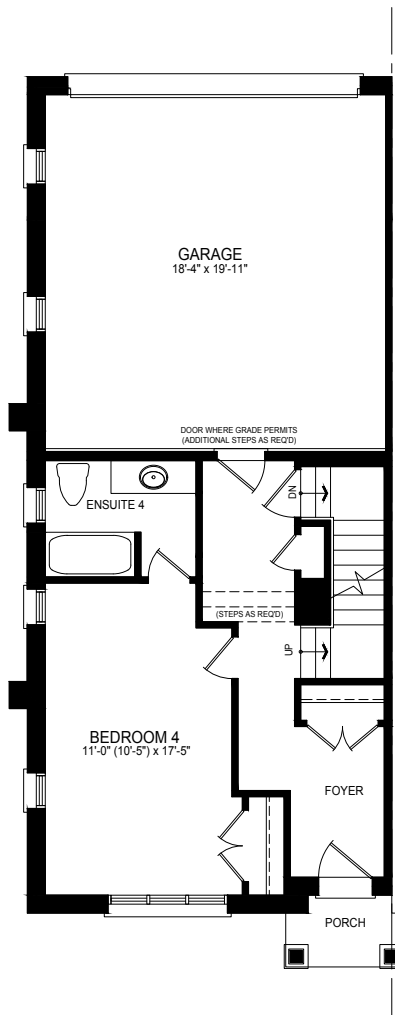 GARAGE
18'-4" x 19'-11"
DOOR WHERE GRADE PERMITS
(ADDITIONAL STEPS AS REQ'D)
DN
ENSUITE 4
(STEPS AS REQ'D)
UP
BEDROOM 4
11'-0" (10'-5") x 17'-5"
FOYER
PORCH